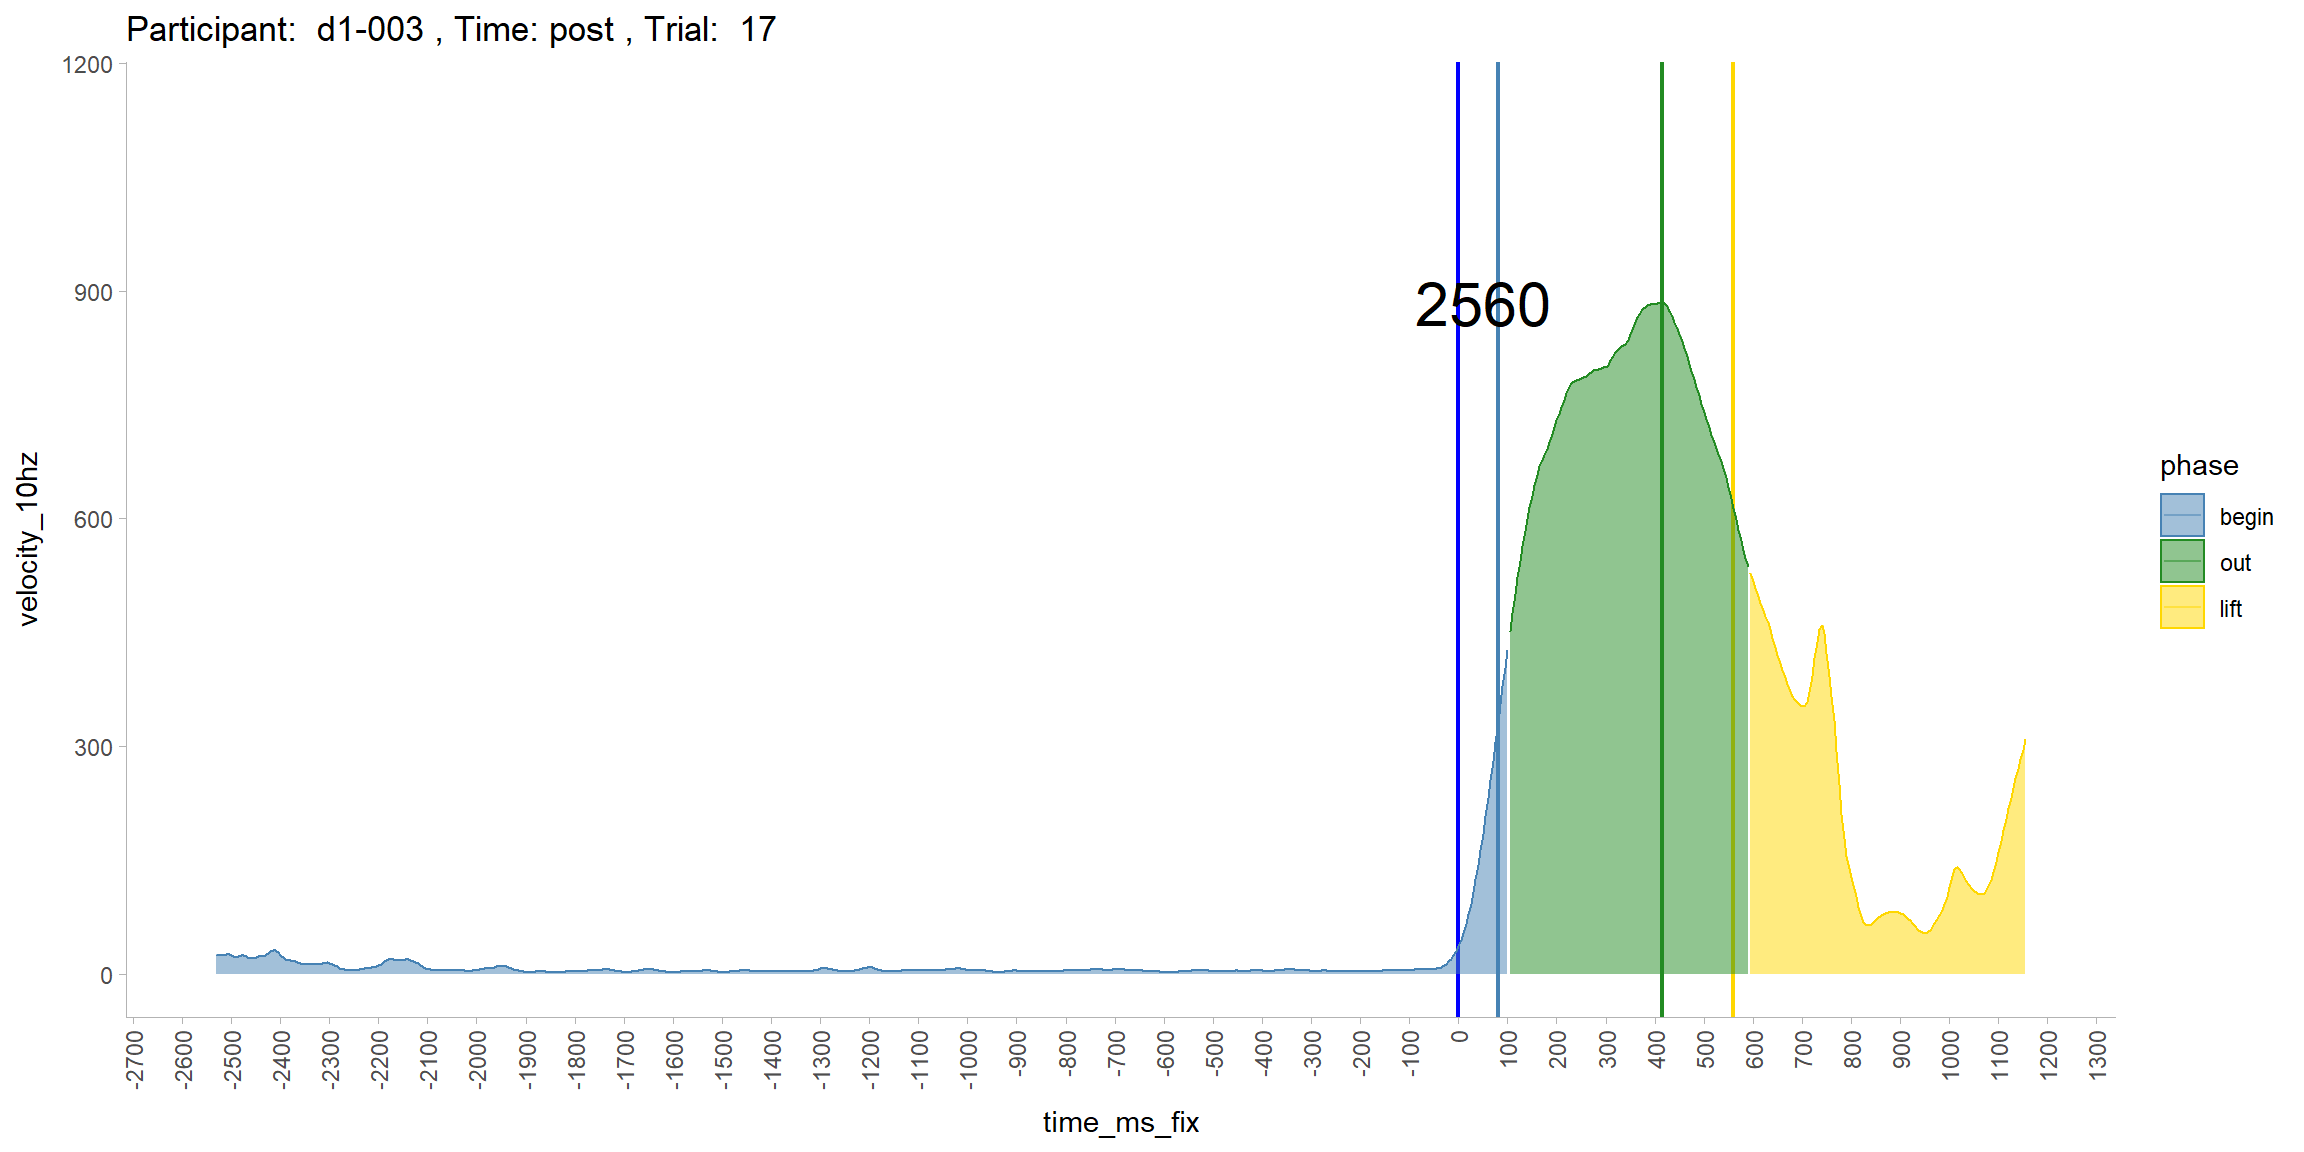 Participant:  d1-003 , Time: post , Trial:  17
1200
900
600
300
0
velocity_10hz
2560
-2700 -2600 -2500 -2400 -2300 -2200 -2100 -2000 -1900 -1800 -1700 -1600 -1500 -1400 -1300 -1200 -1100 -1000 -900 -800 -700 -600 -500 -400 -300 -200 -100 0 100 200 300 400 500 600 700 800 900 1000 1100 1200 1300
time_ms_fix
phase
begin
out
lift